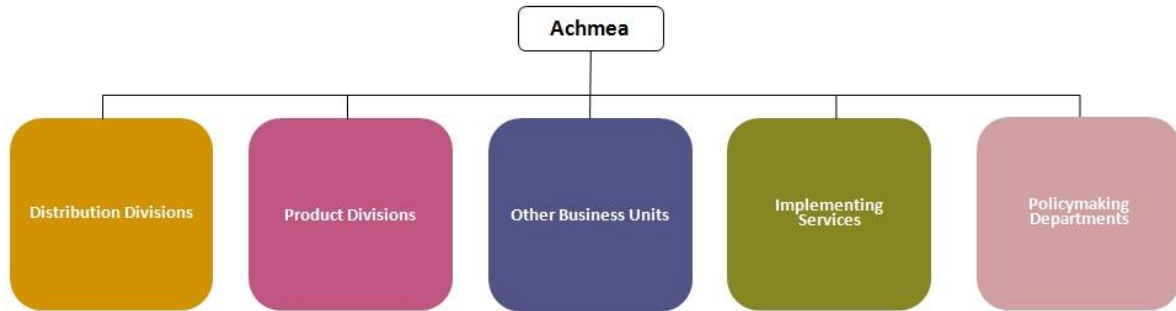 Achmea
Distribution Divisions
Product Divisions
Other Business Units
Implementing
Services
Policymaking
Departments